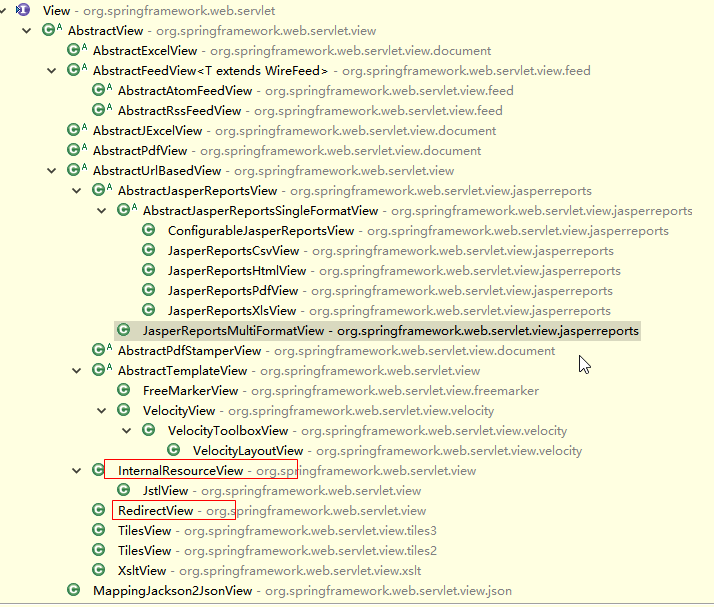 View - org.springframework.web.servlet
AbstractView - org.springframework.web.servlet.view
AbstractExcelView - org.springframework.web.servlet.view.document
AbstractFeedView<T extends WireFeed> - org.springframework.web.servlet.view.feed
AbstractAtomFeedView - org.springframework.web.servlet.view.feed
AbstractRssFeedView - org.springframework.web.servlet.view.feed
AbstractJExcelView - org.springframework.web.servlet.view.document
AbstractPdfView - org.springframework.web.servlet.view.document
AbstractUrlBasedView - org.springframework.web.servlet.view
AbstractJasperReportsView - org.springframework.web.servlet.view.jasperreports
AbstractJasperReportsSingleFormatView - org.springframework.web.servlet.view.jasperreports
ConfigurableJasperReportsView - org.springframework.web.servlet.view.jasperreports
JasperReportsCsvView - org.springframework.web.servlet.view.jasperreports
JasperReportsHtmlView - org.springframework.web.servlet.view.jasperreports
JasperReportsPdfView - org.springframework.web.servlet.view.jasperreports
JasperReportsXlsView - org.springframework.web.servlet.view.jasperreports
JasperReportsMultiFormatView - org.springframework.web.servlet.view.jasperreports
AbstractPdfStamperView - org.springframework.web.servlet.view.document
AbstractTemplateView - org.springframework.web.servlet.view
FreeMarkerView - org.springframework.web.servlet.view.freemarker
VelocityView - org.springframework.web.servlet.view.velocity
VelocityToolboxView - org.springframework.web.servlet.view.velocity
VelocityLayoutView - org.springframework.web.servlet.view.velocity
InternalResourceView - org.springframework.web.servlet.view
JstlView - org.springframework.web.servlet.view
RedirectView - org.springframework.web.servlet.view
TilesView - org.springframework.web.servlet.view.tiles3
TilesView - org.springframework.web.servlet.view.tiles2
XsltView - org.springframework.web.servlet.view.xslt
MappingJackson2JsonView - org.springframework.web.servlet.view.json